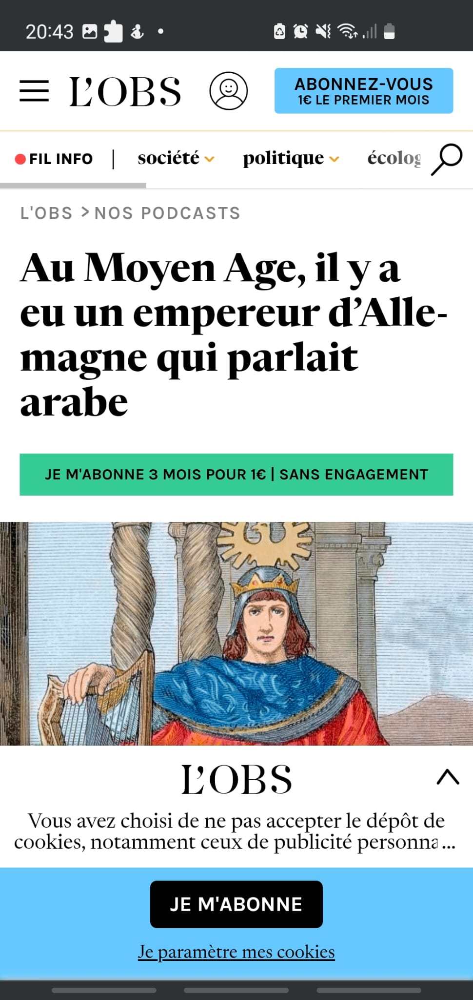 20:43
L'OBS
ABONNEZ-VOUS
1€ LE PREMIER MOIS
FIL INFO | société politique écolog
L'OBS > NOS PODCASTS
Au Moyen Age, il y a
eu un empereur d’Alle-
magne qui parlait
arabe
JE M'ABONNE 3 MOIS POUR 1€ | SANS ENGAGEMENT
L'OBS
Vous avez choisi de ne pas accepter le dépôt de
cookies, notamment ceux de publicité personna...
JE M'ABONNE
Je paramètre mes cookies